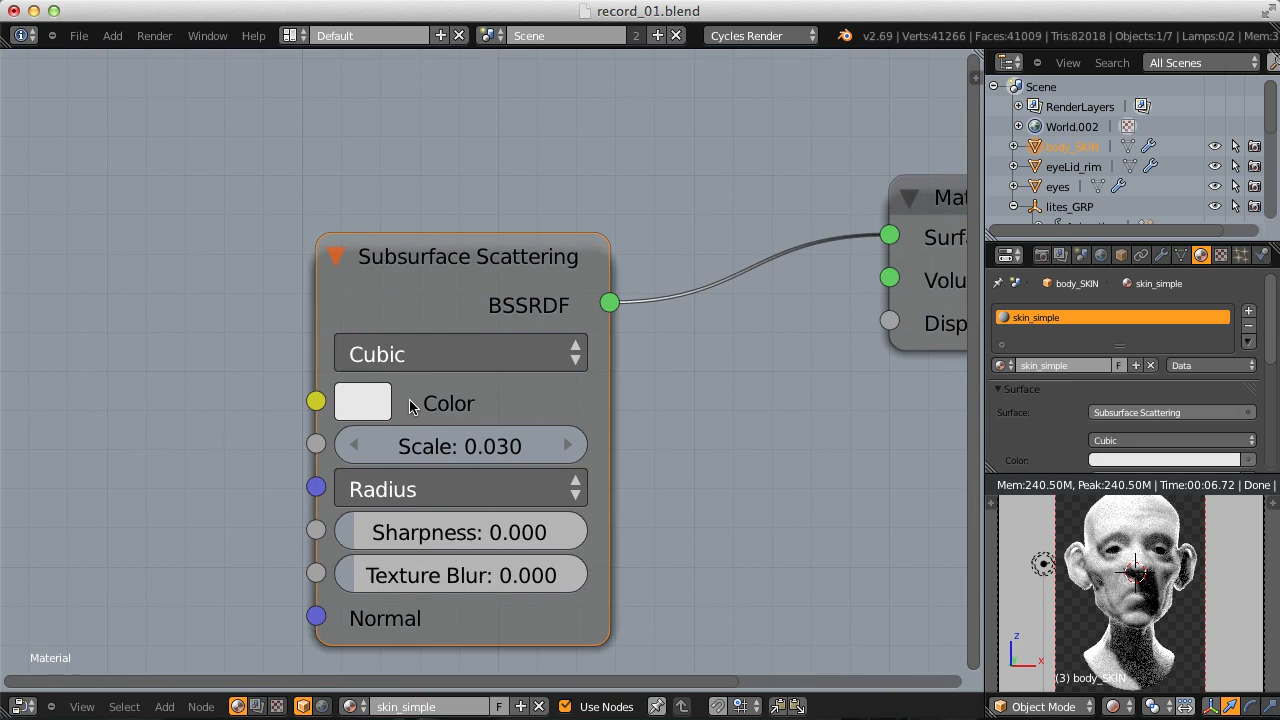 record_01.blend
File Add Render Window Help Default Scene 2 Cycles Render v2.69 | Verts:41266 | Faces:41009 | Tris:82018 | Objects:1/7 | Lamps:0/2 | Mem:3
View Search All Scenes
Scene
RenderLayers
World.002
body_SKIN
eyeLid_rim
eyes
lites_GRP
body_SKIN skin_simple
skin_simple
skin_simple F Data
Surface
Surface: Subsurface Scattering
Cubic
Color:
Mem:240.50M, Peak:240.50M | Time:00:06.72 | Done |
z
x
(3) body_SKIN
Object Mode
Subsurface Scattering
BSSRDF
Cubic
Color
Scale: 0.030
Radius
Sharpness: 0.000
Texture Blur: 0.000
Normal
Mat
Surf
Volu
Disp
Material
View Select Add Node skin_simple F Use Nodes